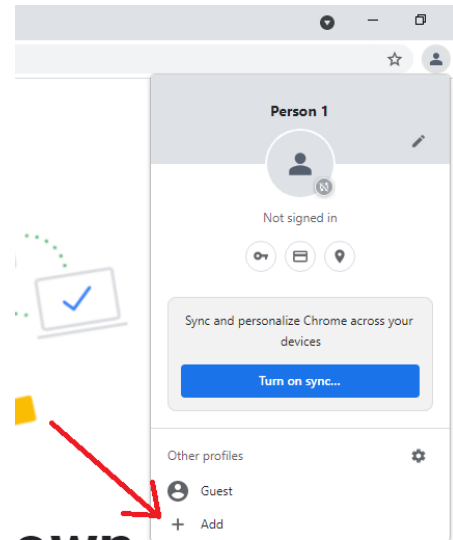 Person 1
Not signed in
Sync and personalize Chrome across your
devices
Turn on sync...
Other profiles
Guest
Add
own